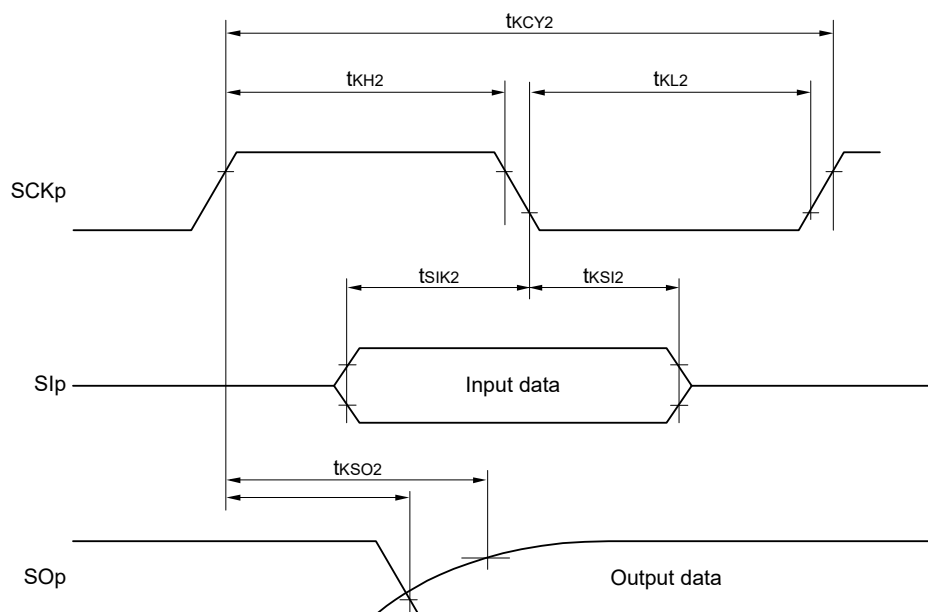 tKCY2
tKH2
tKL2
SCKp
tSIK2
tKSI2
SIp
Input data
tKSO2
SOp
Output data